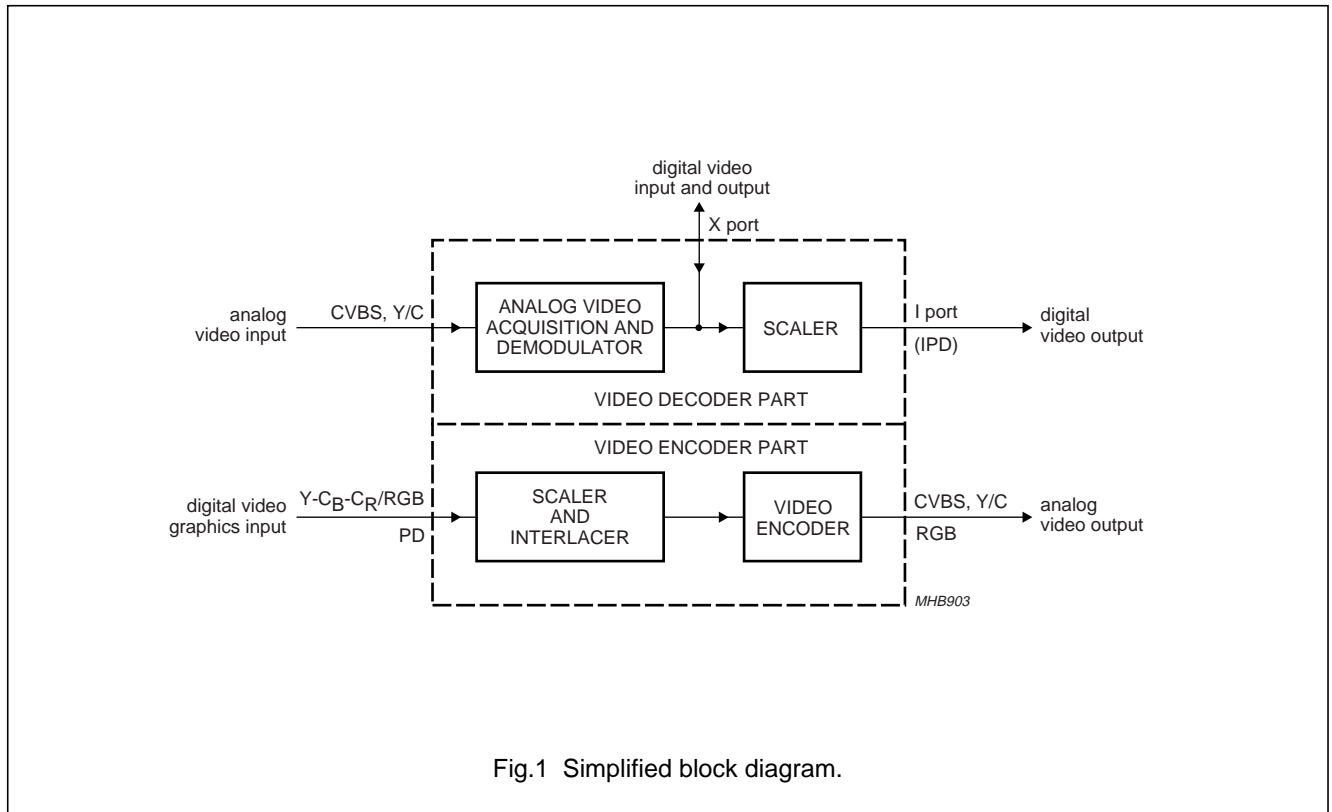 digital video
input and output
X port
analog
video input
CVBS, Y/C
ANALOG VIDEO
ACQUISITION AND
DEMODULATOR
SCALER
I port
(IPD)
digital
video output
VIDEO DECODER PART
VIDEO ENCODER PART
digital video
graphics input
Y-CB-CR/RGB
PD
SCALER
AND
INTERLACER
VIDEO
ENCODER
CVBS, Y/C
RGB
analog
video output
MHB903
Fig.1 Simplified block diagram.